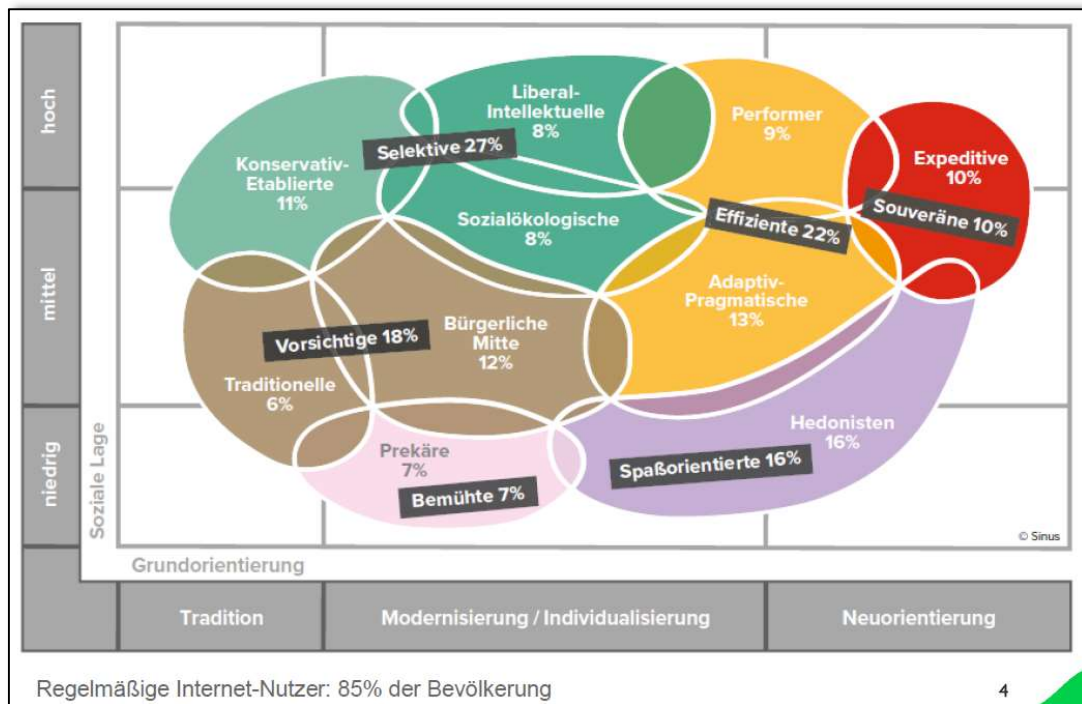 hoch
mittel
niedrig
Soziale Lage
Liberal-
Intellektuelle
8%
Performer
9%
Selektive 27%
Konservativ-
Etablierte
11%
Expeditive
10%
Souveräne 10%
Sozialökologische
8%
Effiziente 22%
Adaptiv-
Pragmatische
13%
Vorsichtige 18%
Bürgerliche
Mitte
12%
Traditionelle
6%
Hedonisten
16%
Prekäre
7%
Spaßorientierte 16%
Bemühte 7%
© Sinus
Grundorientierung
Tradition
Modernisierung / Individualisierung
Neuorientierung
Regelmäßige Internet-Nutzer: 85% der Bevölkerung
4